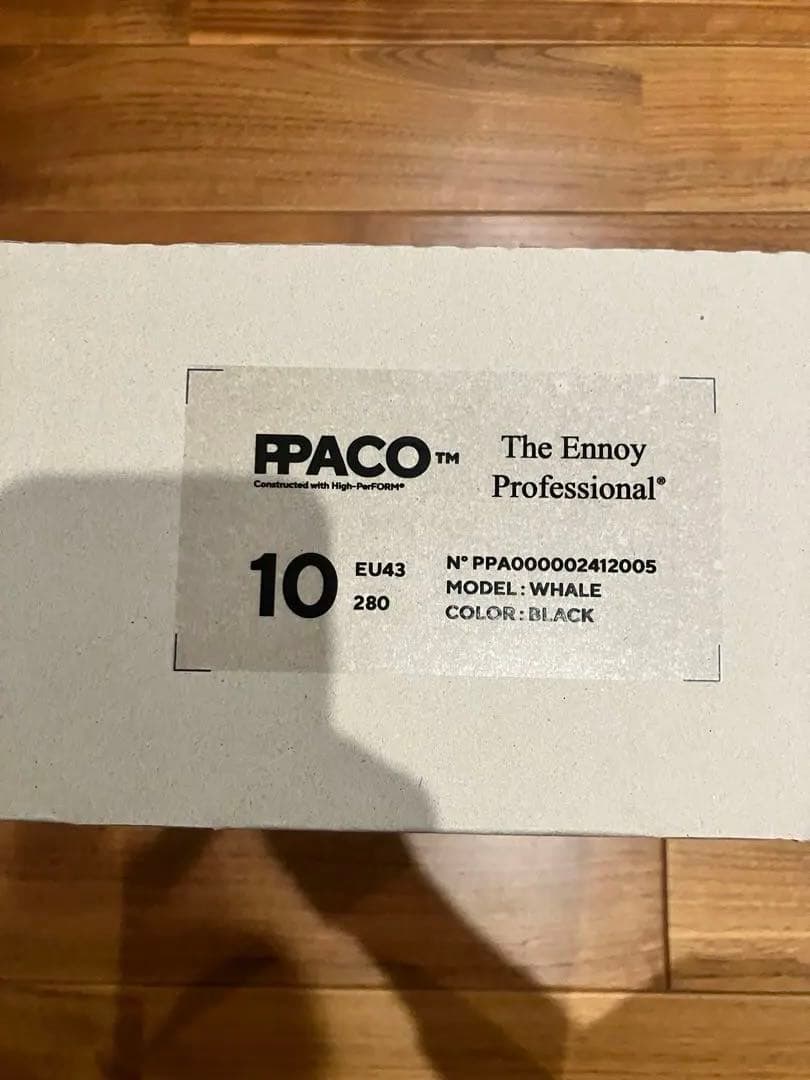 PPACO™
Constructed with High-PerFORM®
The Ennoy
Professional®
10
EU43
280
N° PPA000002412005
MODEL : WHALE
COLOR : BLACK